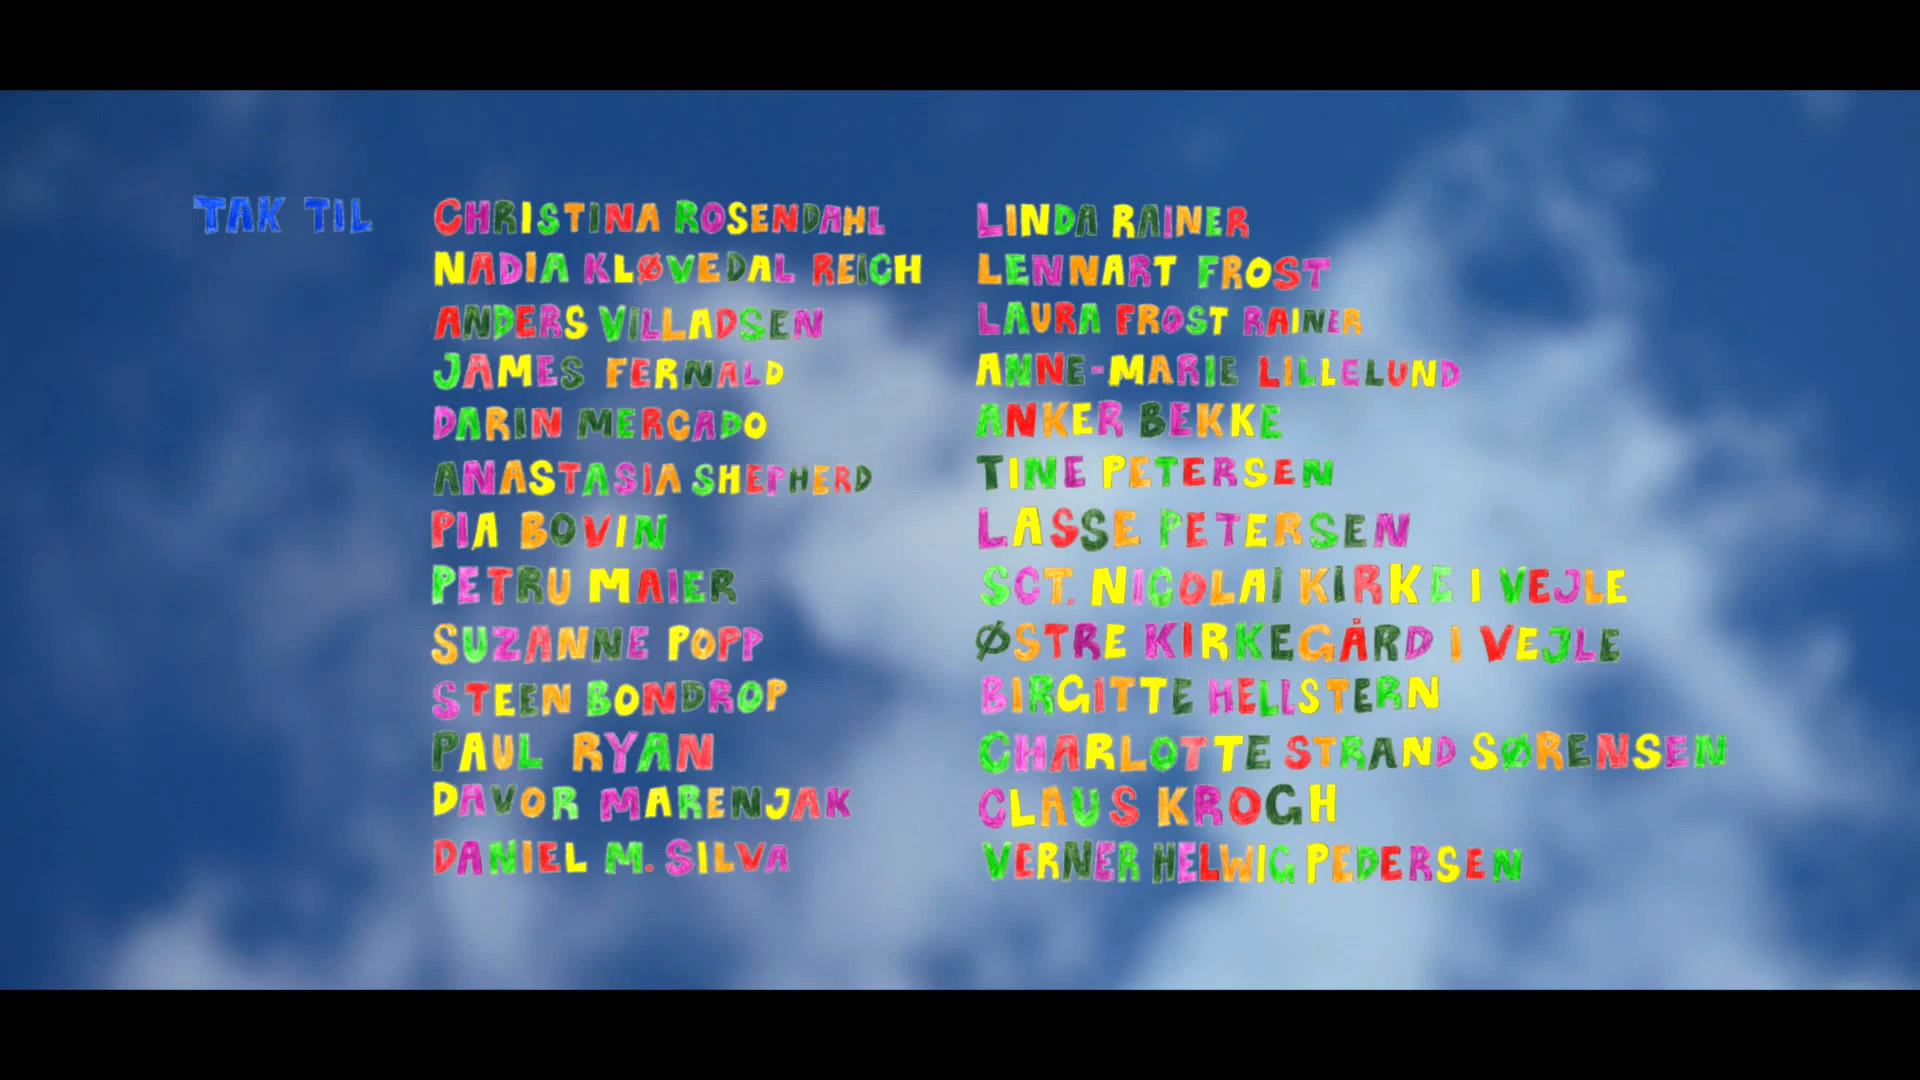 TAK TIL
CHRISTINA ROSENDAHL
NADIA KLØVEDAL REICH
ANDERS VILLADSEN
JAMES FERNALD
DARIN MERCADO
ANASTASIA SHEPHERD
PIA BOVIN
PETRU MAIER
SUZANNE POPP
STEEN BONDROP
PAUL RYAN
DAVOR MARENJAK
DANIEL M. SILVA
LINDA RAINER
LENNART FROST
LAURA FROST RAINER
ANNE-MARIE LILLELUND
ANKER BEKKE
TINE PETERSEN
LASSE PETERSEN
SCT. NICOLAI KIRKE I VEJLE
ØSTRE KIRKEGÅRD I VEJLE
BIRGITTE HELLSTERN
CHARLOTTE STRAND SØRENSEN
CLAUS KROGH
VERNER HELWIG PEDERSEN